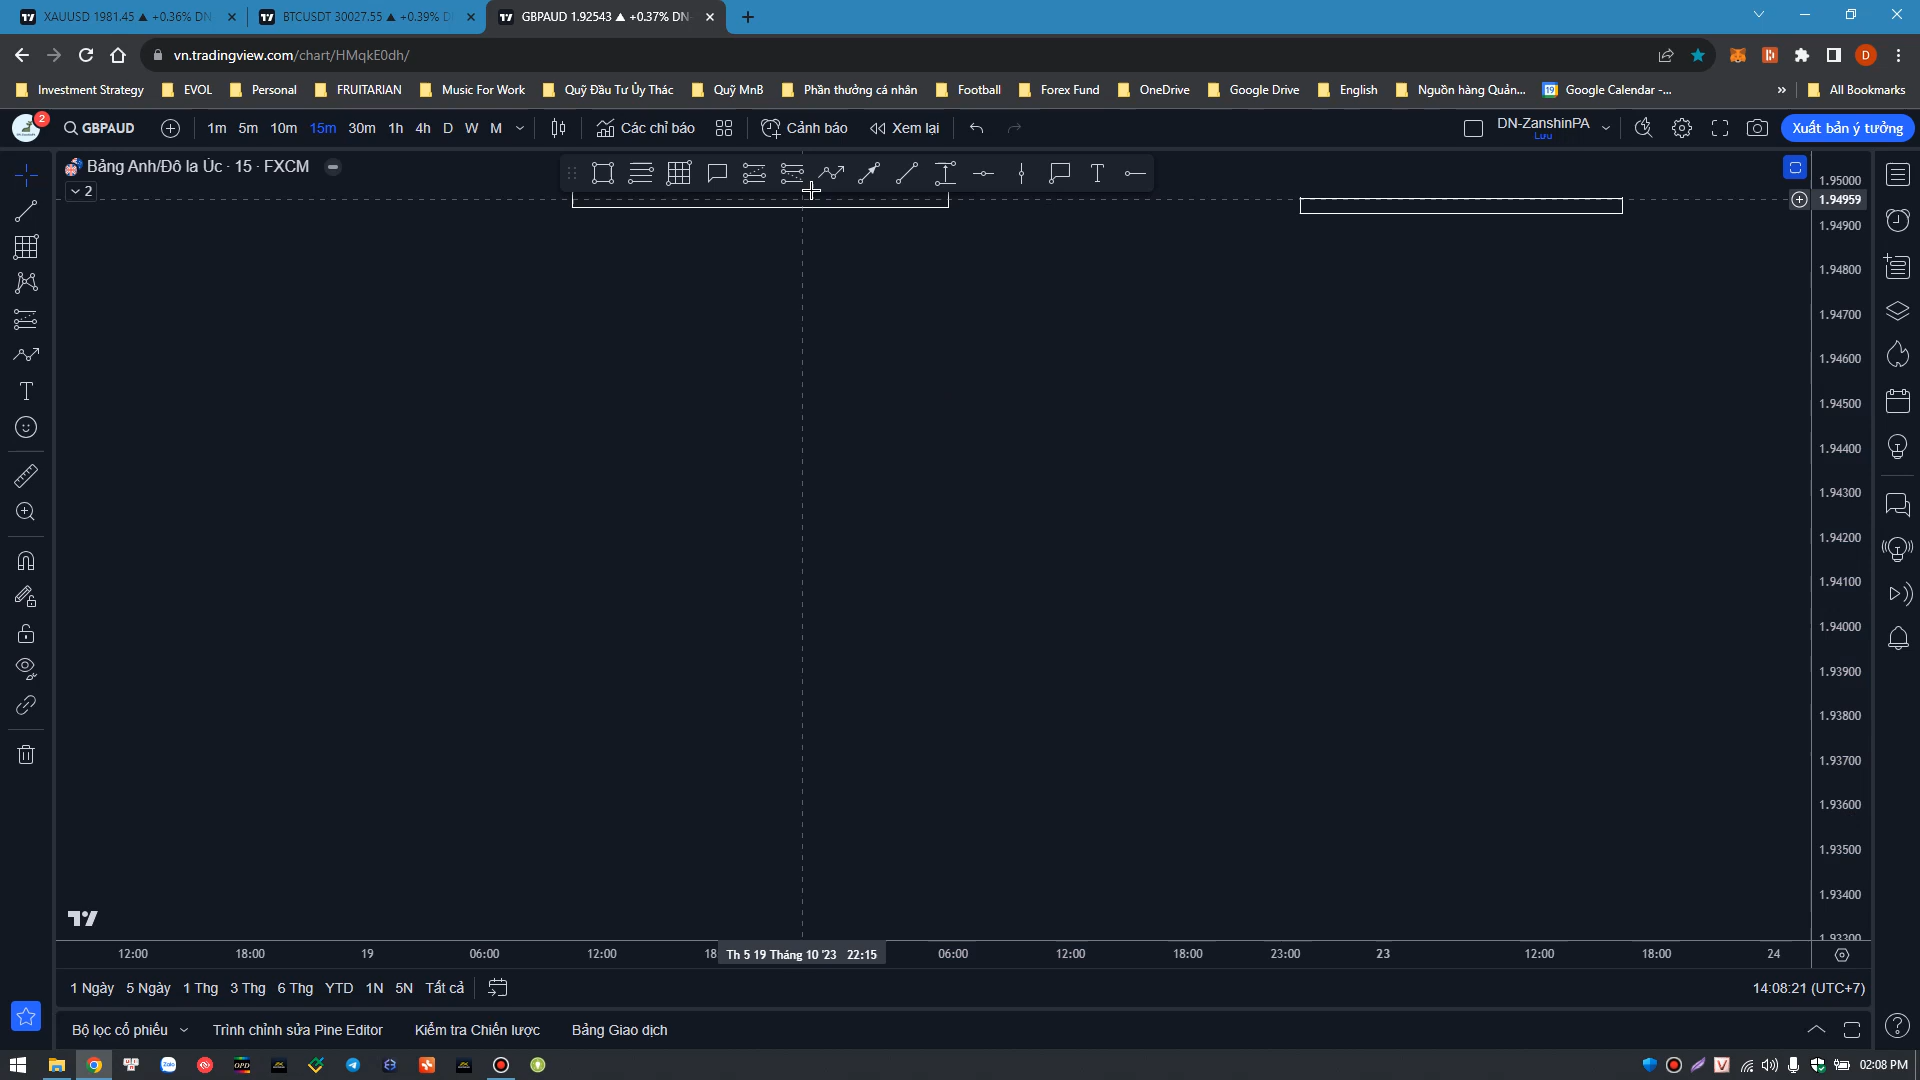 XAUUSD 1981.45 ▲ +0.36% DN
BTCUSDT 30027.55 ▲ +0.39% D
GBPAUD 1.92543 ▲ +0.37% DN
vn.tradingview.com/chart/HMqkE0dh/
Investment Strategy
EVOL
Personal
FRUITARIAN
Music For Work
Quỹ Đầu Tư Ủy Thác
Quỹ MnB
Phần thưởng cá nhân
Football
Forex Fund
OneDrive
Google Drive
English
Nguồn hàng Quản...
Google Calendar -...
»
All Bookmarks
2
GBPAUD
1m 5m 10m 15m 30m 1h 4h D W M
Các chỉ báo
Cảnh báo
Xem lại
DN-ZanshinPA
Lưu
Xuất bản ý tưởng
Bảng Anh/Đô la Úc · 15 · FXCM
2
1.95000
1.94959
1.94900
1.94800
1.94700
1.94600
1.94500
1.94400
1.94300
1.94200
1.94100
1.94000
1.93900
1.93800
1.93700
1.93600
1.93500
1.93400
1.93300
12:00 18:00 19 06:00 12:00 18 Th 5 19 Tháng 10 '23 22:15 06:00 12:00 18:00 23:00 23 12:00 18:00 24
1 Ngày 5 Ngày 1 Thg 3 Thg 6 Thg YTD 1N 5N Tất cả
14:08:21 (UTC+7)
Bộ lọc cổ phiếu
Trình chỉnh sửa Pine Editor
Kiểm tra Chiến lược
Bảng Giao dịch
02:08 PM